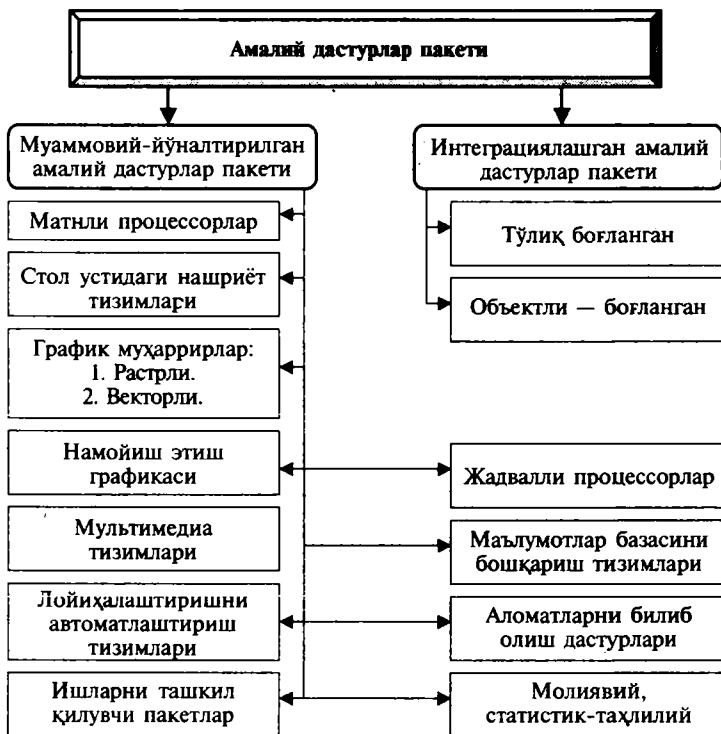 Амалий дастурлар пакети
Муаммовий-йўналтирилган
амалий дастурлар пакети
Матнли процессорлар
Стол устидаги нашриёт
тизимлари
График муҳаррирлар:
1. Растрли.
2. Векторли.
Намойиш этиш
графикаси
Мультимедиа
тизимлари
Лойиҳалаштиришни
автоматлаштириш
тизимлари
Ишларни ташкил
қилувчи пакетлар
Интеграциялашган амалий
дастурлар пакети
Тўлиқ боғланган
Объектли — боғланган
Жадвалли процессорлар
Маълумотлар базасини
бошқариш тизимлари
Аломатларни билиб
олиш дастурлари
Молиявий,
статистик-таҳлилий